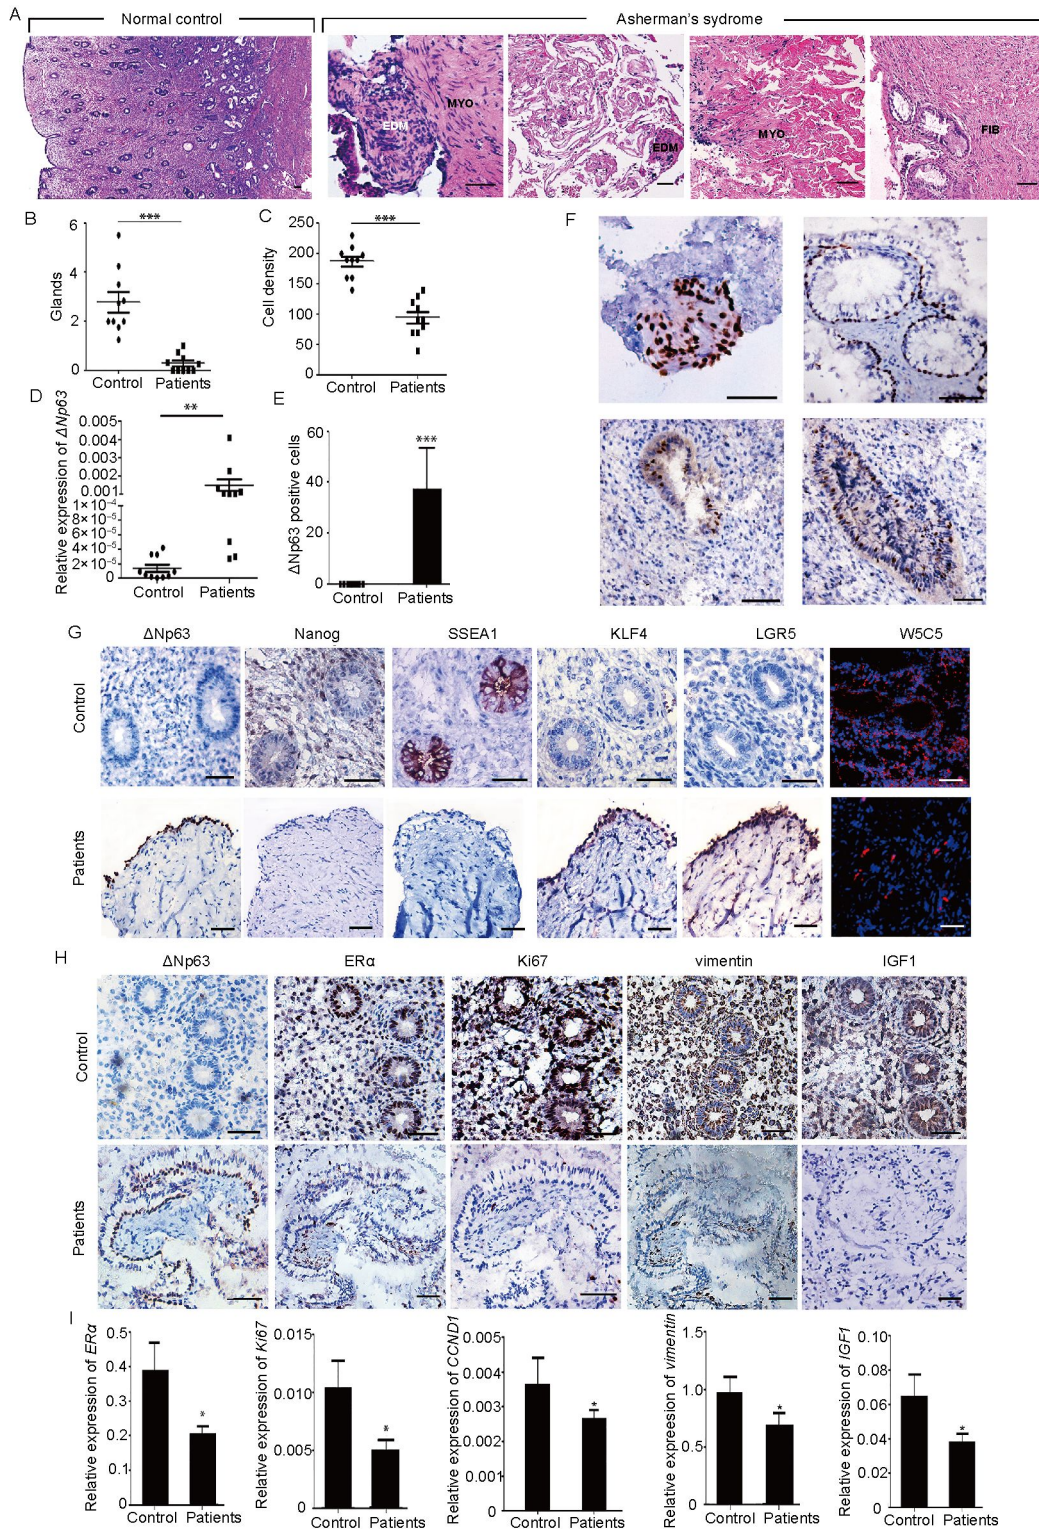 A
Normal control
Asherman's sydrome
EDM
MYO
EDM
MYO
FIB
B
***
6
4
2
0
Glands
Control
Patients
C
***
250
200
150
100
50
0
Cell density
Control
Patients
D
**
0.005
0.004
0.003
0.002
0.001
1×10⁻⁴
8×10⁻⁵
6×10⁻⁵
4×10⁻⁵
2×10⁻⁵
0
Relative expression of ΔNp63
Control
Patients
E
***
60
40
20
0
ΔNp63 positive cells
Control
Patients
F
G
ΔNp63 Nanog SSEA1 KLF4 LGR5 W5C5
Control
Patients
H
ΔNp63 ERα Ki67 vimentin IGF1
Control
Patients
I
0.5
0.4
0.3
0.2
0.1
0
Relative expression of ERα
*
Control Patients
0.015
0.010
0.005
0
Relative expression of Ki67
*
Control Patients
0.005
0.004
0.003
0.002
0.001
0
Relative expression of CCND1
*
Control Patients
1.5
1.0
0.5
0
Relative expreesion of vimentin
*
Control Patients
0.10
0.08
0.06
0.04
0.02
0
Relative expression of IGF1
*
Control Patients